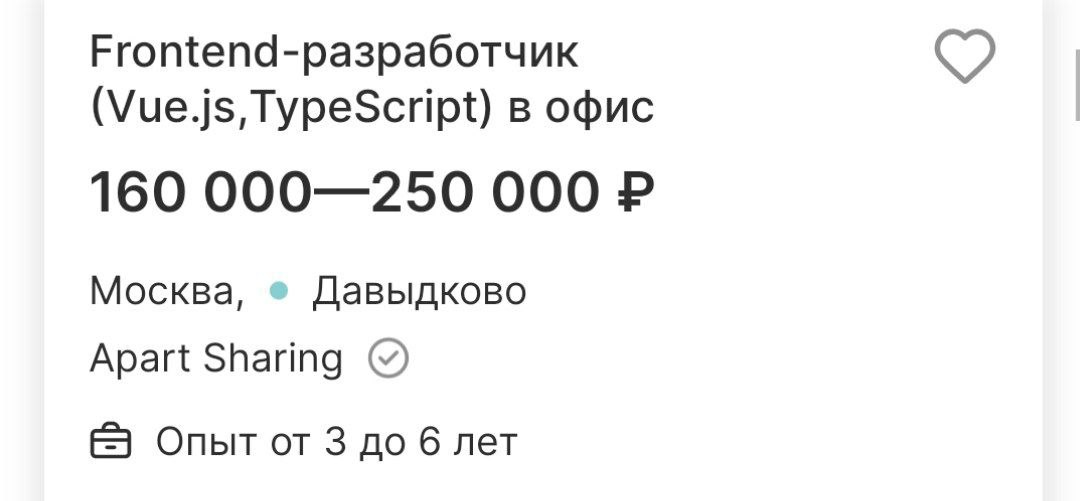 Frontend-разработчик
(Vue.js,TypeScript) в офис
160 000—250 000 ₽
Москва, Давыдково
Apart Sharing
Опыт от 3 до 6 лет